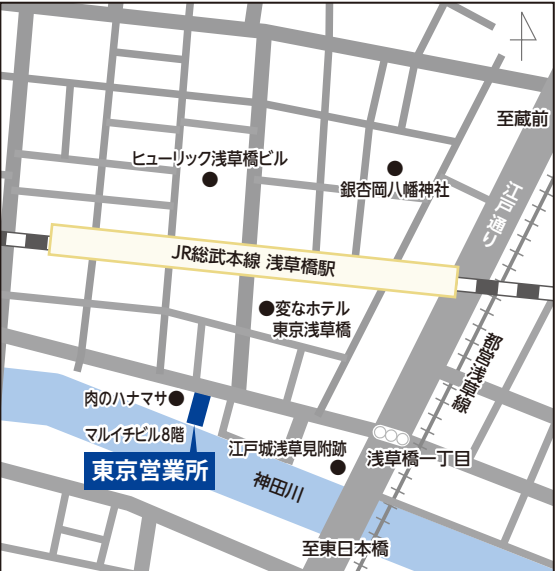 至蔵前
ヒューリック浅草橋ビル
銀杏岡八幡神社
江戸通り
JR総武本線 浅草橋駅
変なホテル
東京浅草橋
都営浅草線
肉のハナマサ
マルイチビル8階
東京営業所
江戸城浅草見附跡
浅草橋一丁目
神田川
至東日本橋